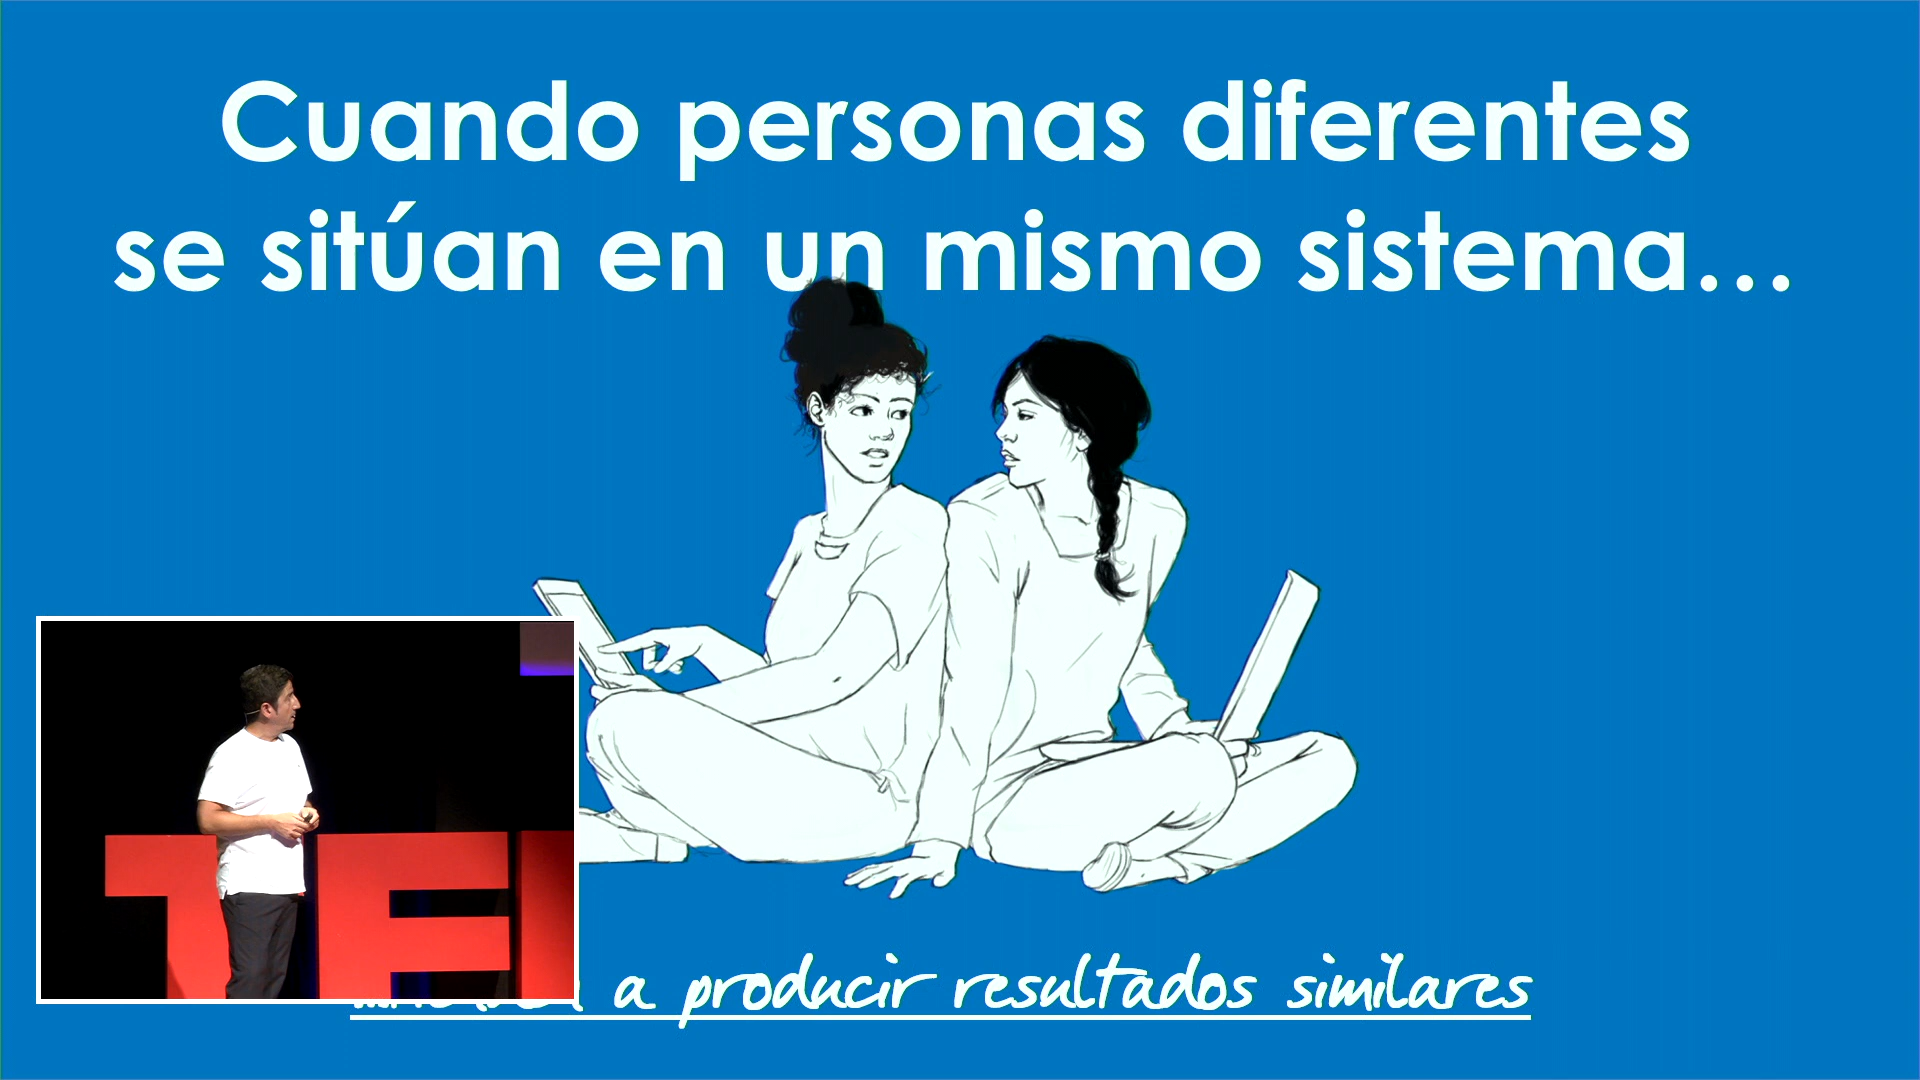 Cuando personas diferentes
se sitúan en un mismo sistema...
a producir resultados similares